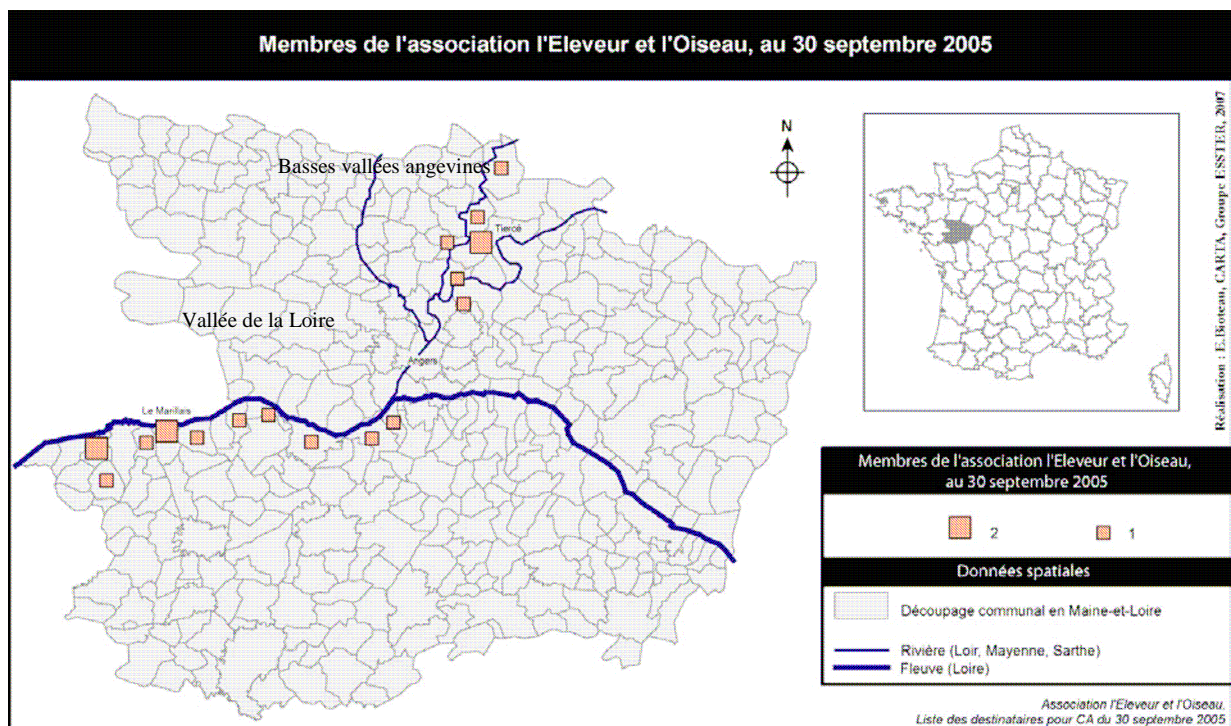 Membres de l'association l'Eleveur et l'Oiseau, au 30 septembre 2005
Basses vallées angevines
Tiercé
Vallée de la Loire
Angers
Le Marillais
N
Réalisation : E.Bioteau, CARTA, Groupe ESSTER, 2007
Membres de l'association l'Eleveur et l'Oiseau,
au 30 septembre 2005
2 1
Données spatiales
Découpage communal en Maine-et-Loire
Rivière (Loir, Mayenne, Sarthe)
Fleuve (Loire)
Association l'Eleveur et l'Oiseau.
Liste des destinataires pour CA du 30 septembre 2005